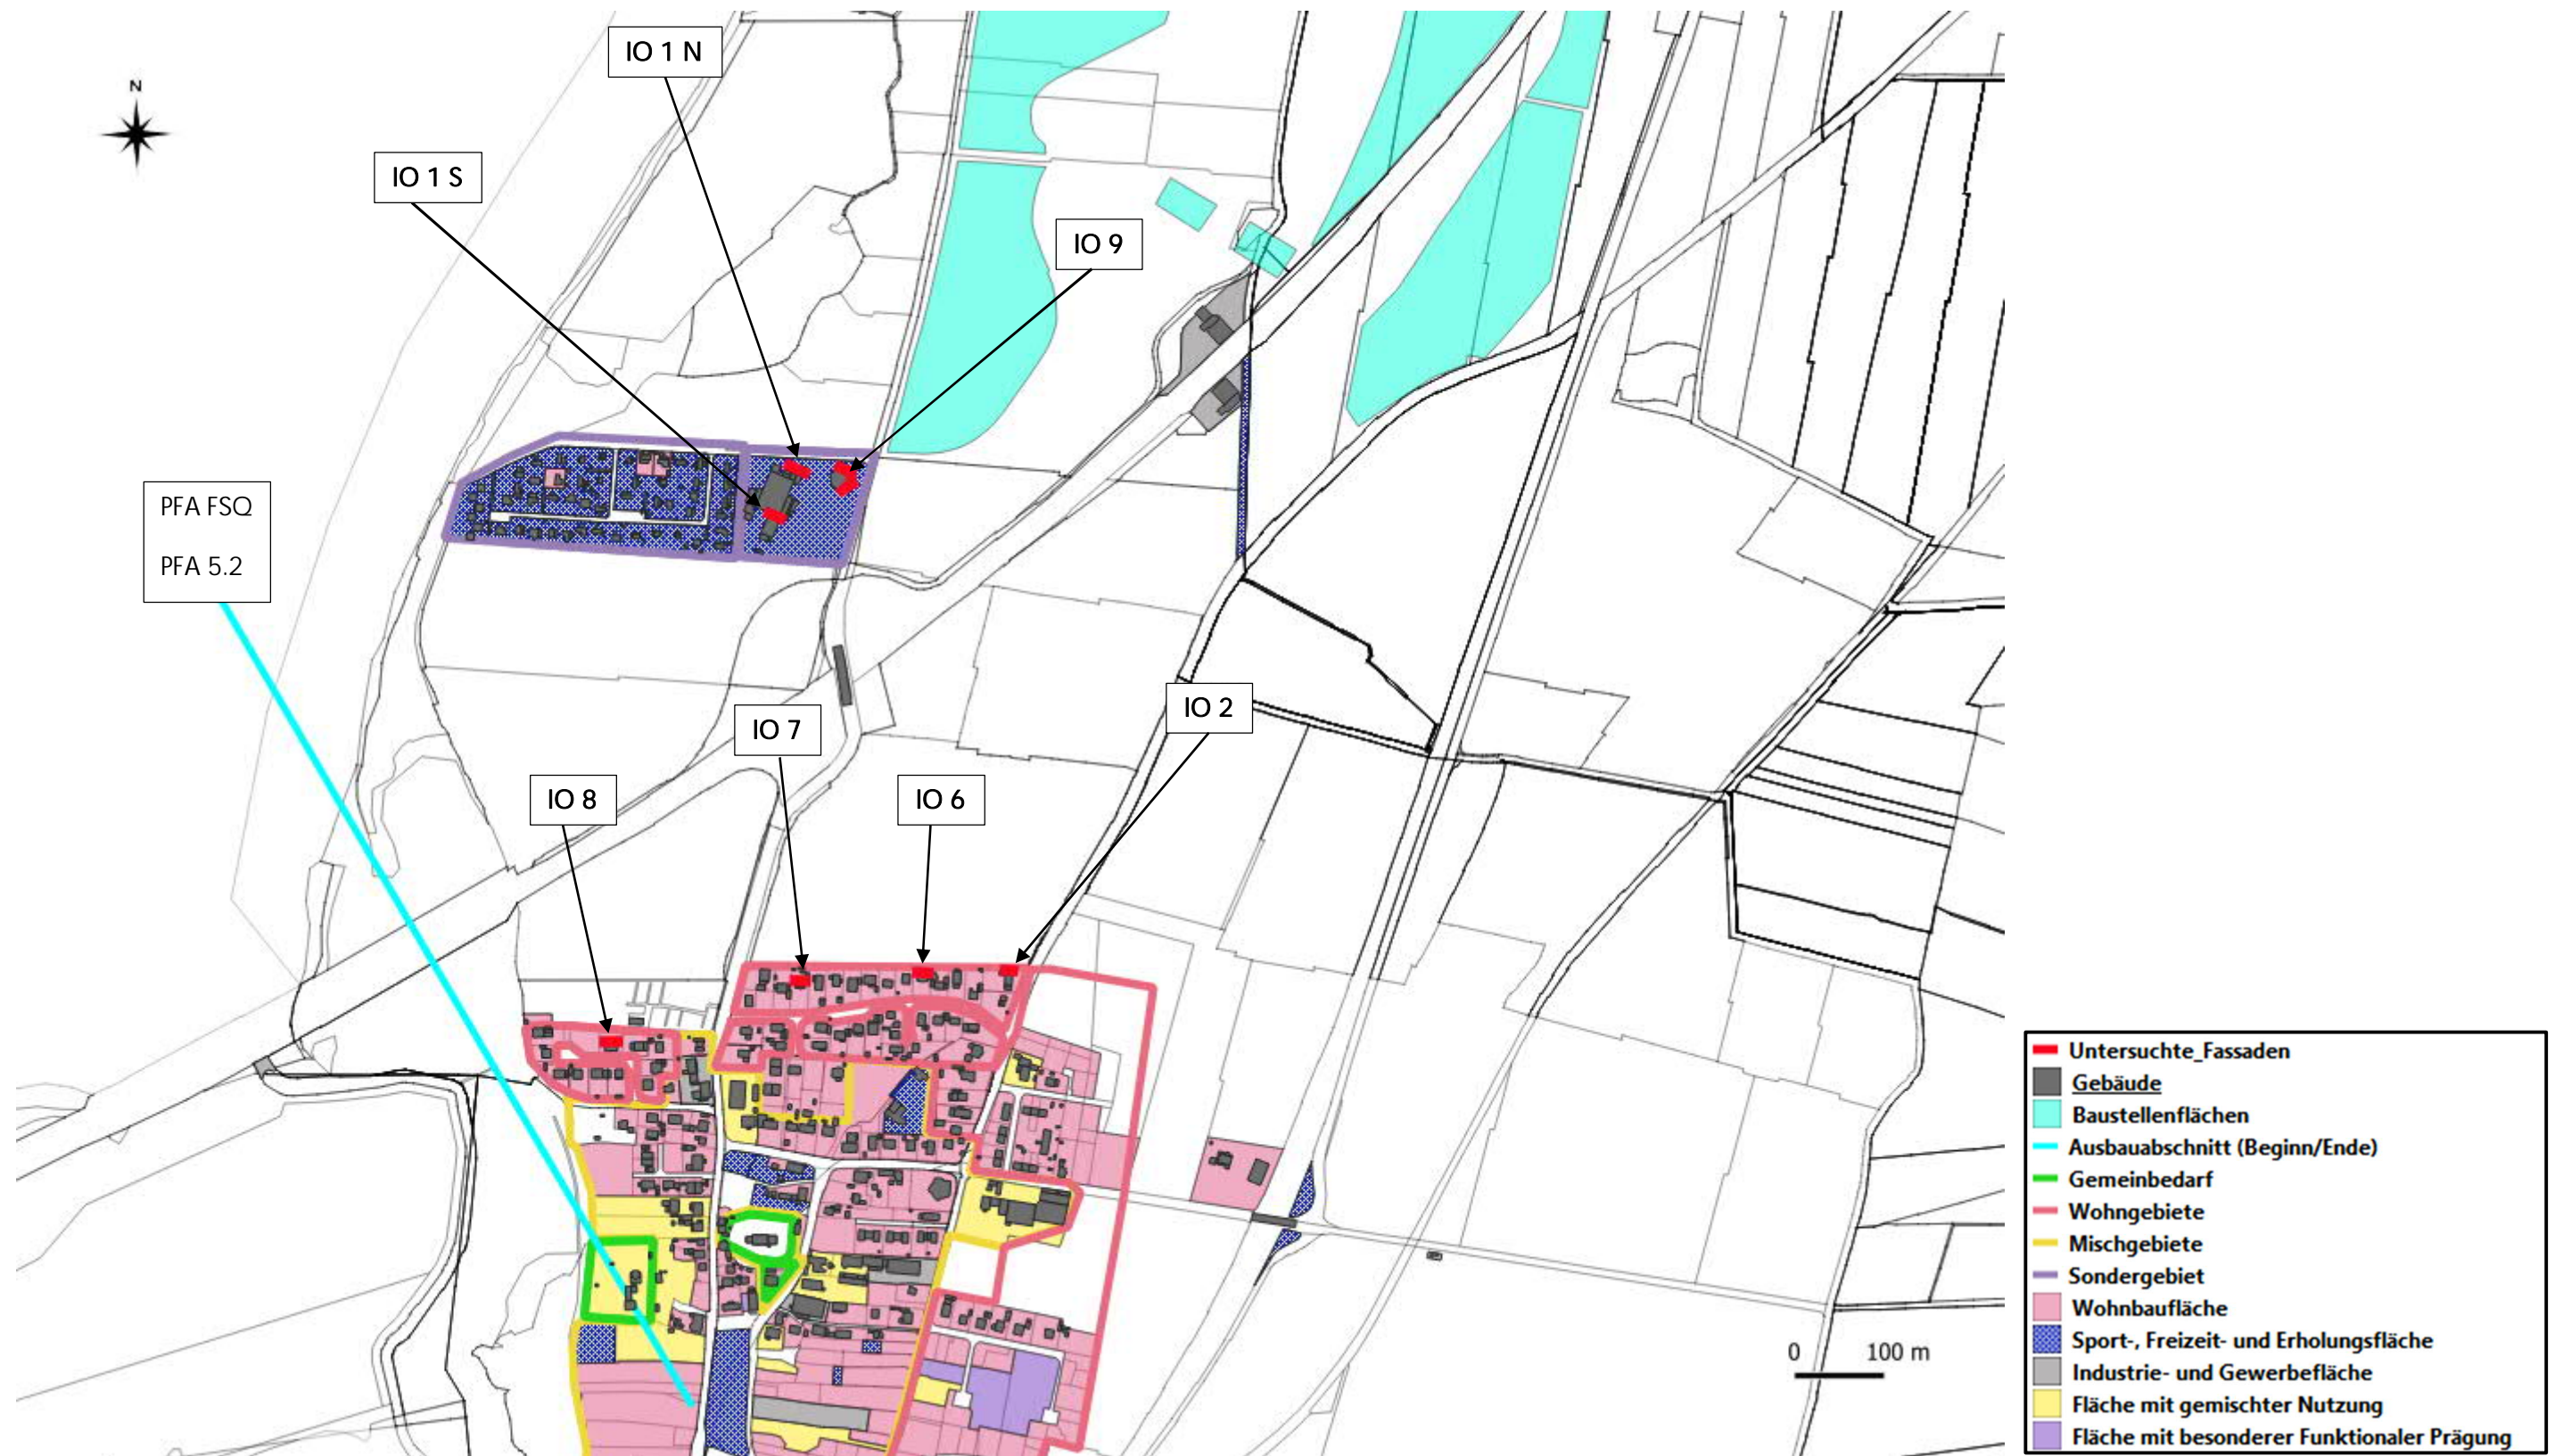 N
IO 1 N
IO 1 S
IO 9
PFA FSQ
PFA 5.2
IO 2
IO 7
IO 8
IO 6
Untersuchte_Fassaden
Gebäude
Baustellenflächen
Ausbauabschnitt (Beginn/Ende)
Gemeinbedarf
Wohngebiete
Mischgebiete
Sondergebiet
Wohnbaufläche
Sport-, Freizeit- und Erholungsfläche
Industrie- und Gewerbefläche
Fläche mit gemischter Nutzung
Fläche mit besonderer Funktionaler Prägung
0 100 m